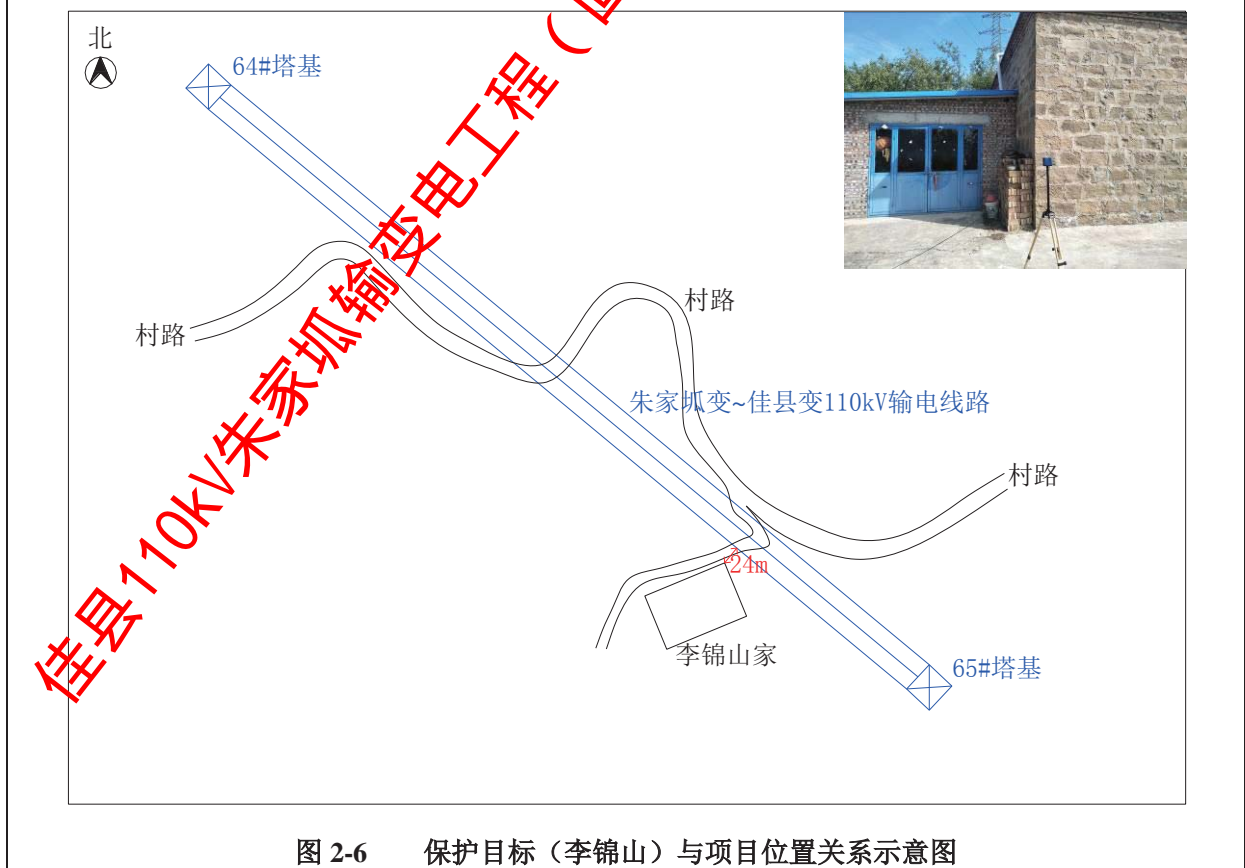 北
64#塔基
村路
村路
朱家坬变~佳县变110kV输电线路
村路
24m
李锦山家
65#塔基
佳县110kV朱家坬输变电工程（
图 2-6 保护目标（李锦山）与项目位置关系示意图